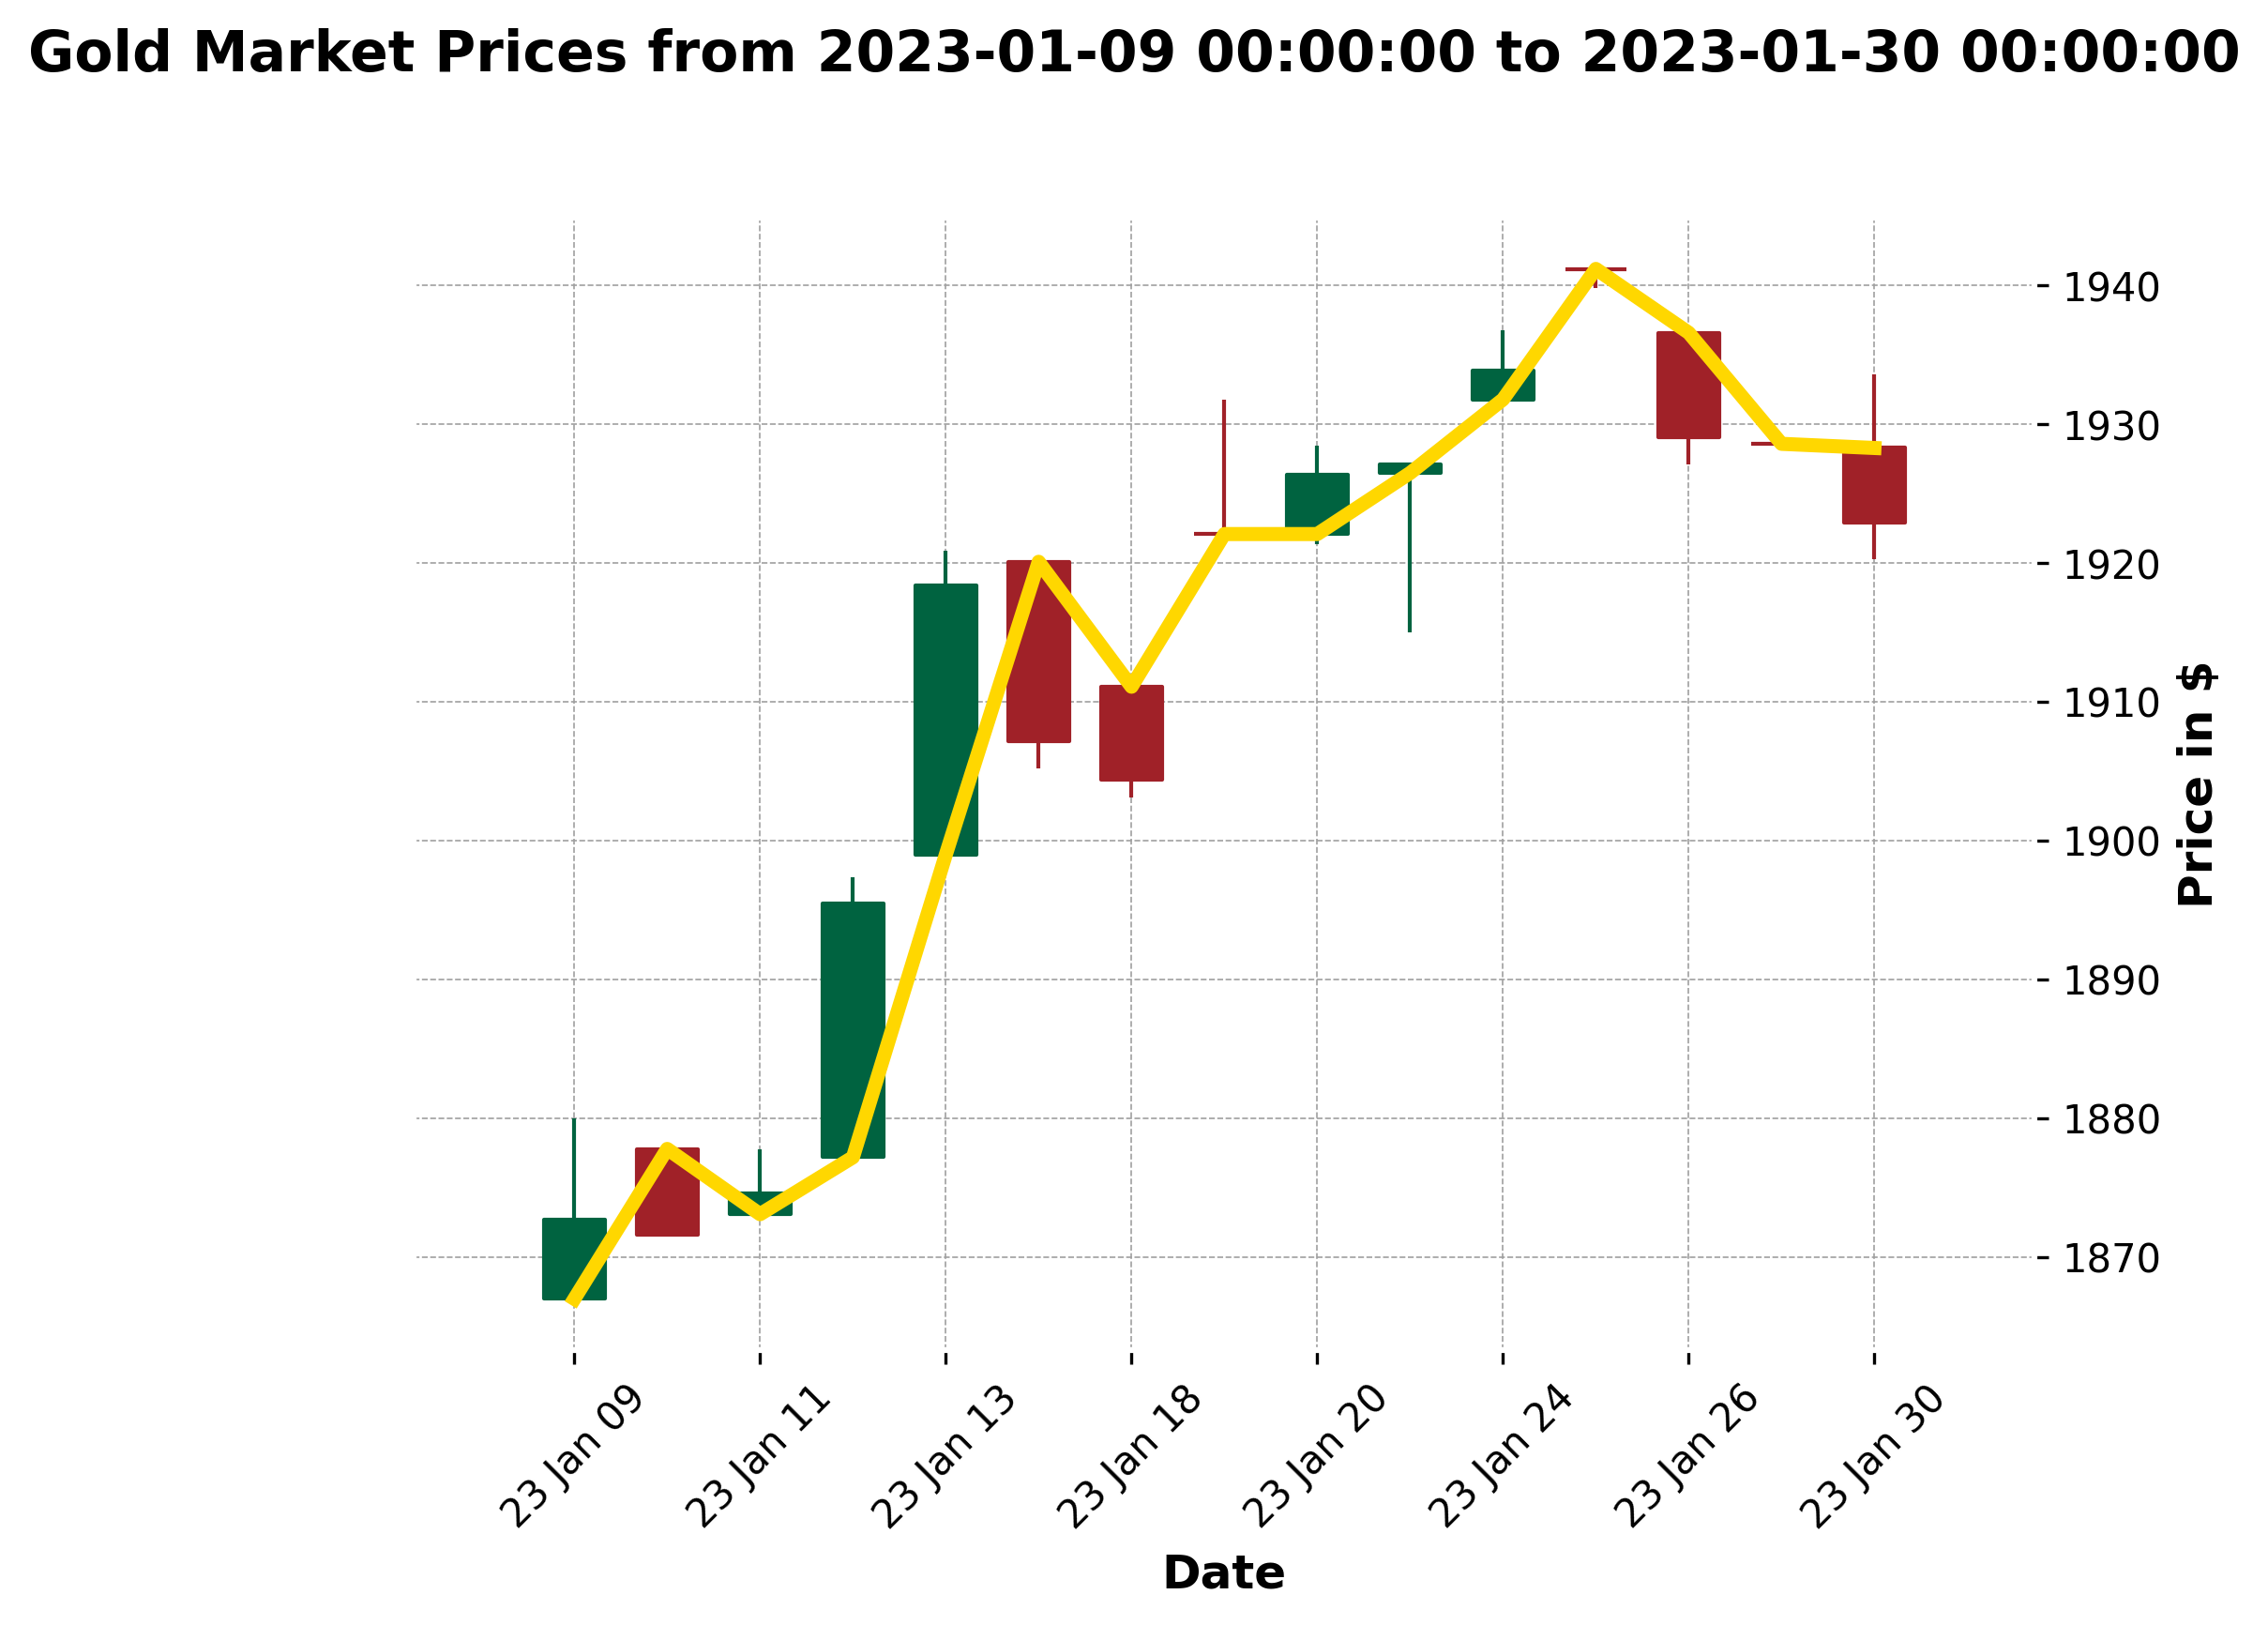 Gold Market Prices from 2023-01-09 00:00:00 to 2023-01-30 00:00:00
1940
1930
1920
1910
1900
1890
1880
1870
Price in $
23 Jan 09
23 Jan 11
23 Jan 13
23 Jan 18
23 Jan 20
23 Jan 24
23 Jan 26
23 Jan 30
Date